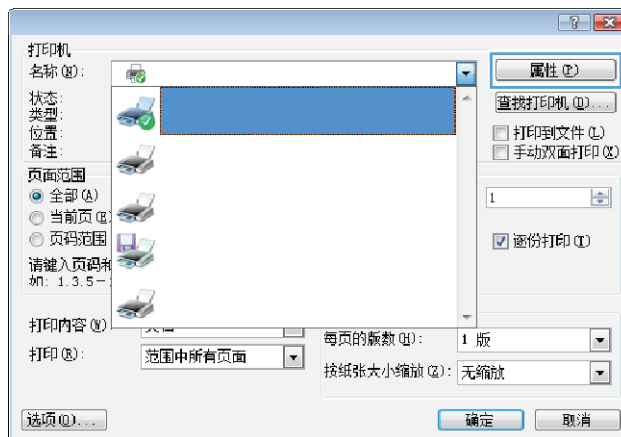 打印机
名称(N):
属性(P)
状态:
查找打印机(D)...
类型:
位置:
打印到文件(L)
备注:
手动双面打印(X)
页面范围
全部(A)
1
当前页(E)
页码范围
逐份打印(T)
请键入页码和
如: 1.3.5-1
打印内容(W):
每页的版数(H):
1 版
打印(R):
范围中所有页面
按纸张大小缩放(Z):
无缩放
选项(O)...
确定
取消